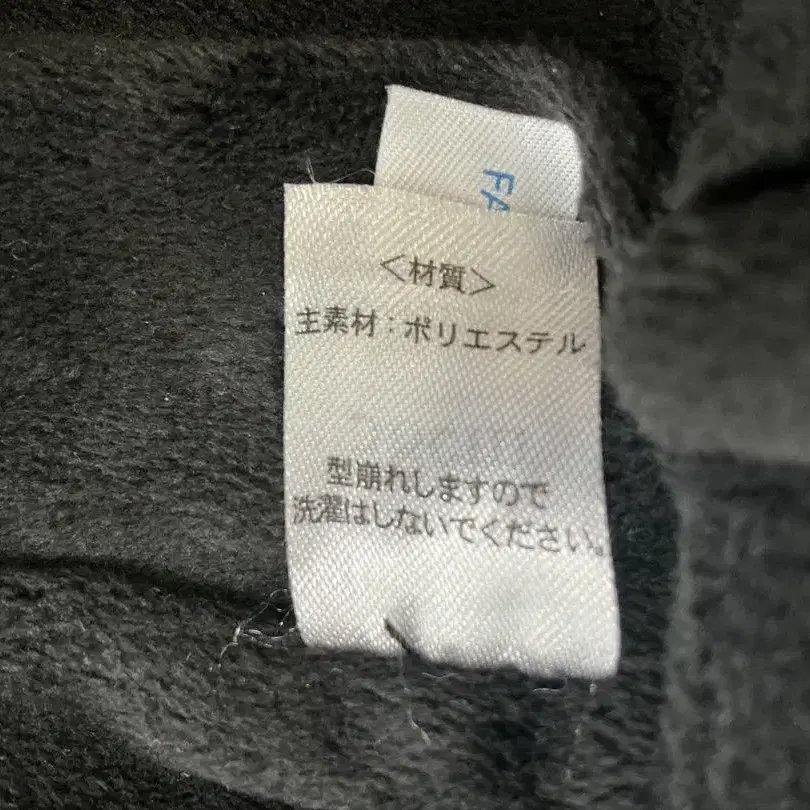 FA
<材質>
主素材:ポリエステル
型崩れしますので
洗濯はしないでください。